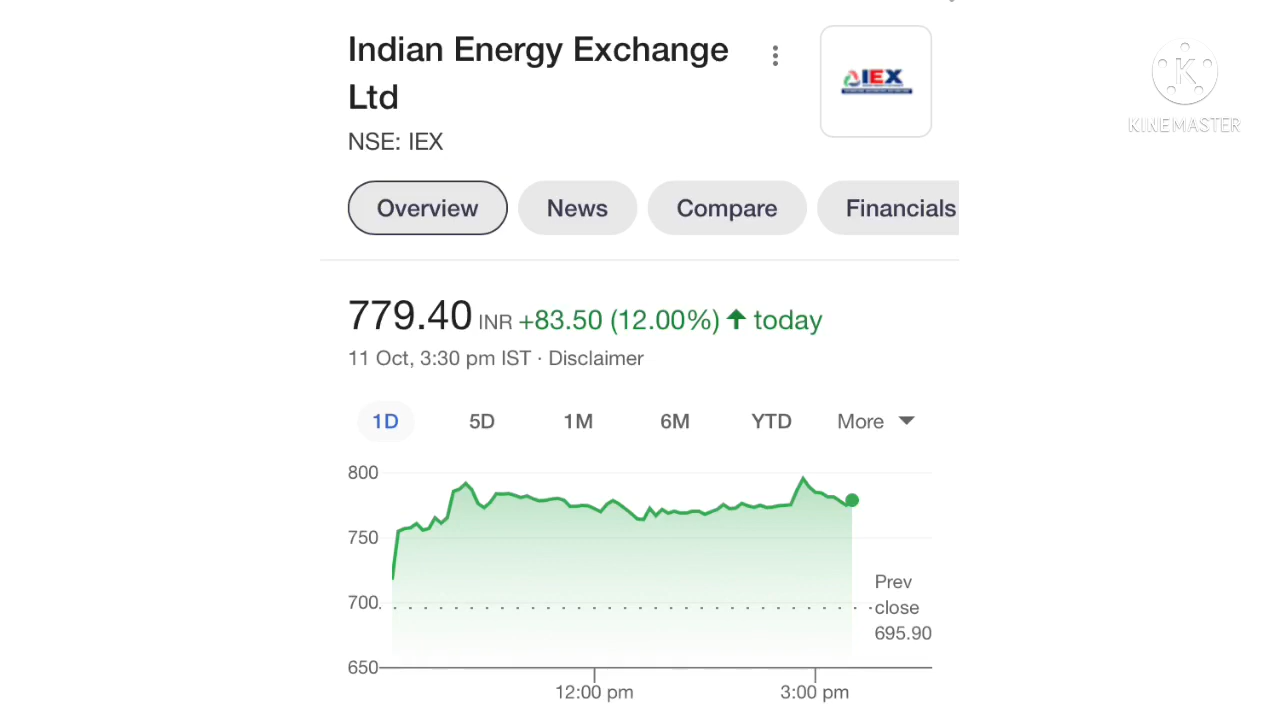 Indian Energy Exchange
Ltd
NSE: IEX
IEX
KINEMASTER
Overview News Compare Financials
779.40 INR +83.50 (12.00%) ↑ today
11 Oct, 3:30 pm IST · Disclaimer
1D 5D 1M 6M YTD More
800
750
700
650
Prev
close
695.90
12:00 pm 3:00 pm